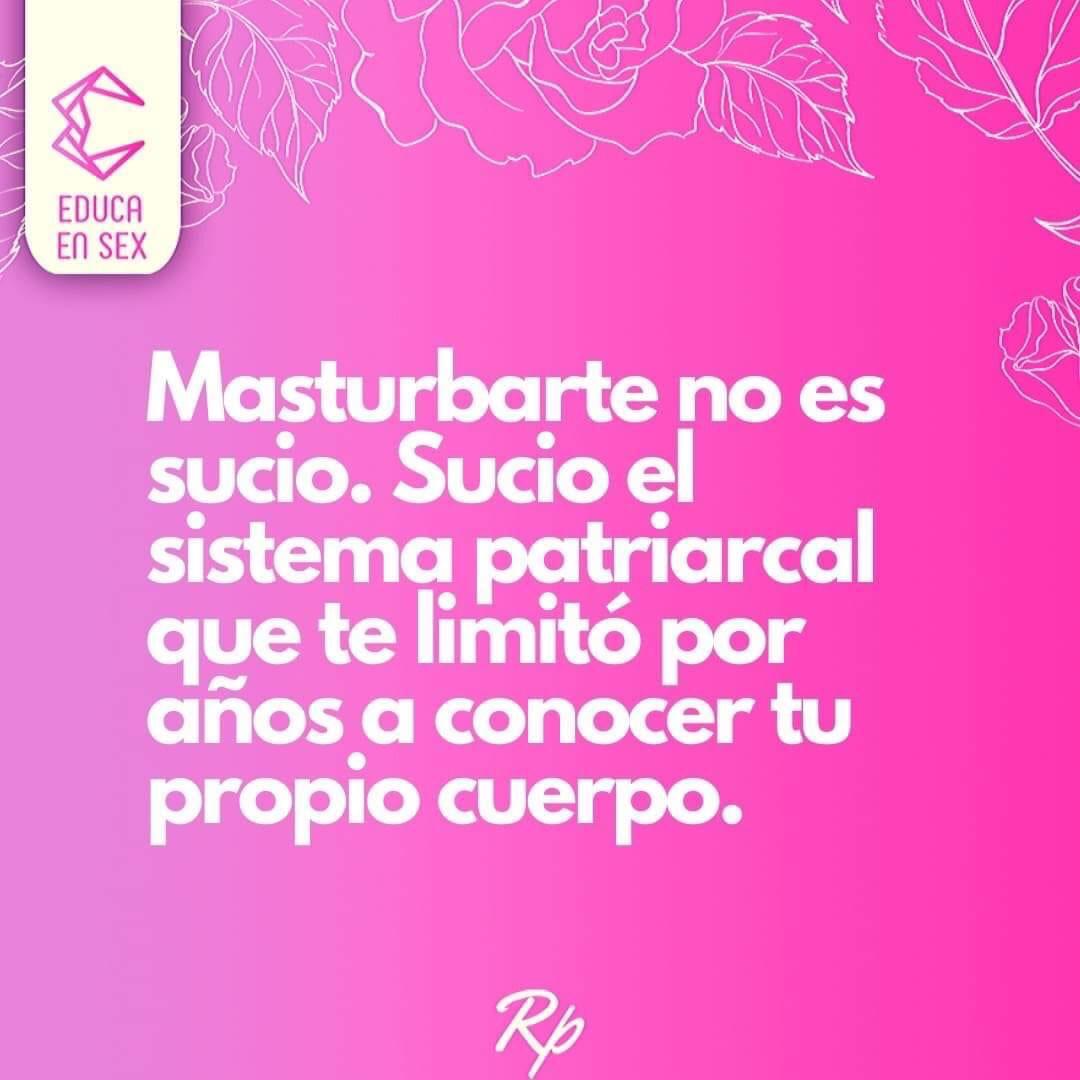 EDUCA
EN SEX
Masturbarte no es
sucio. Sucio el
sistema patriarcal
que te limitó por
años a conocer tu
propio cuerpo.
Rp